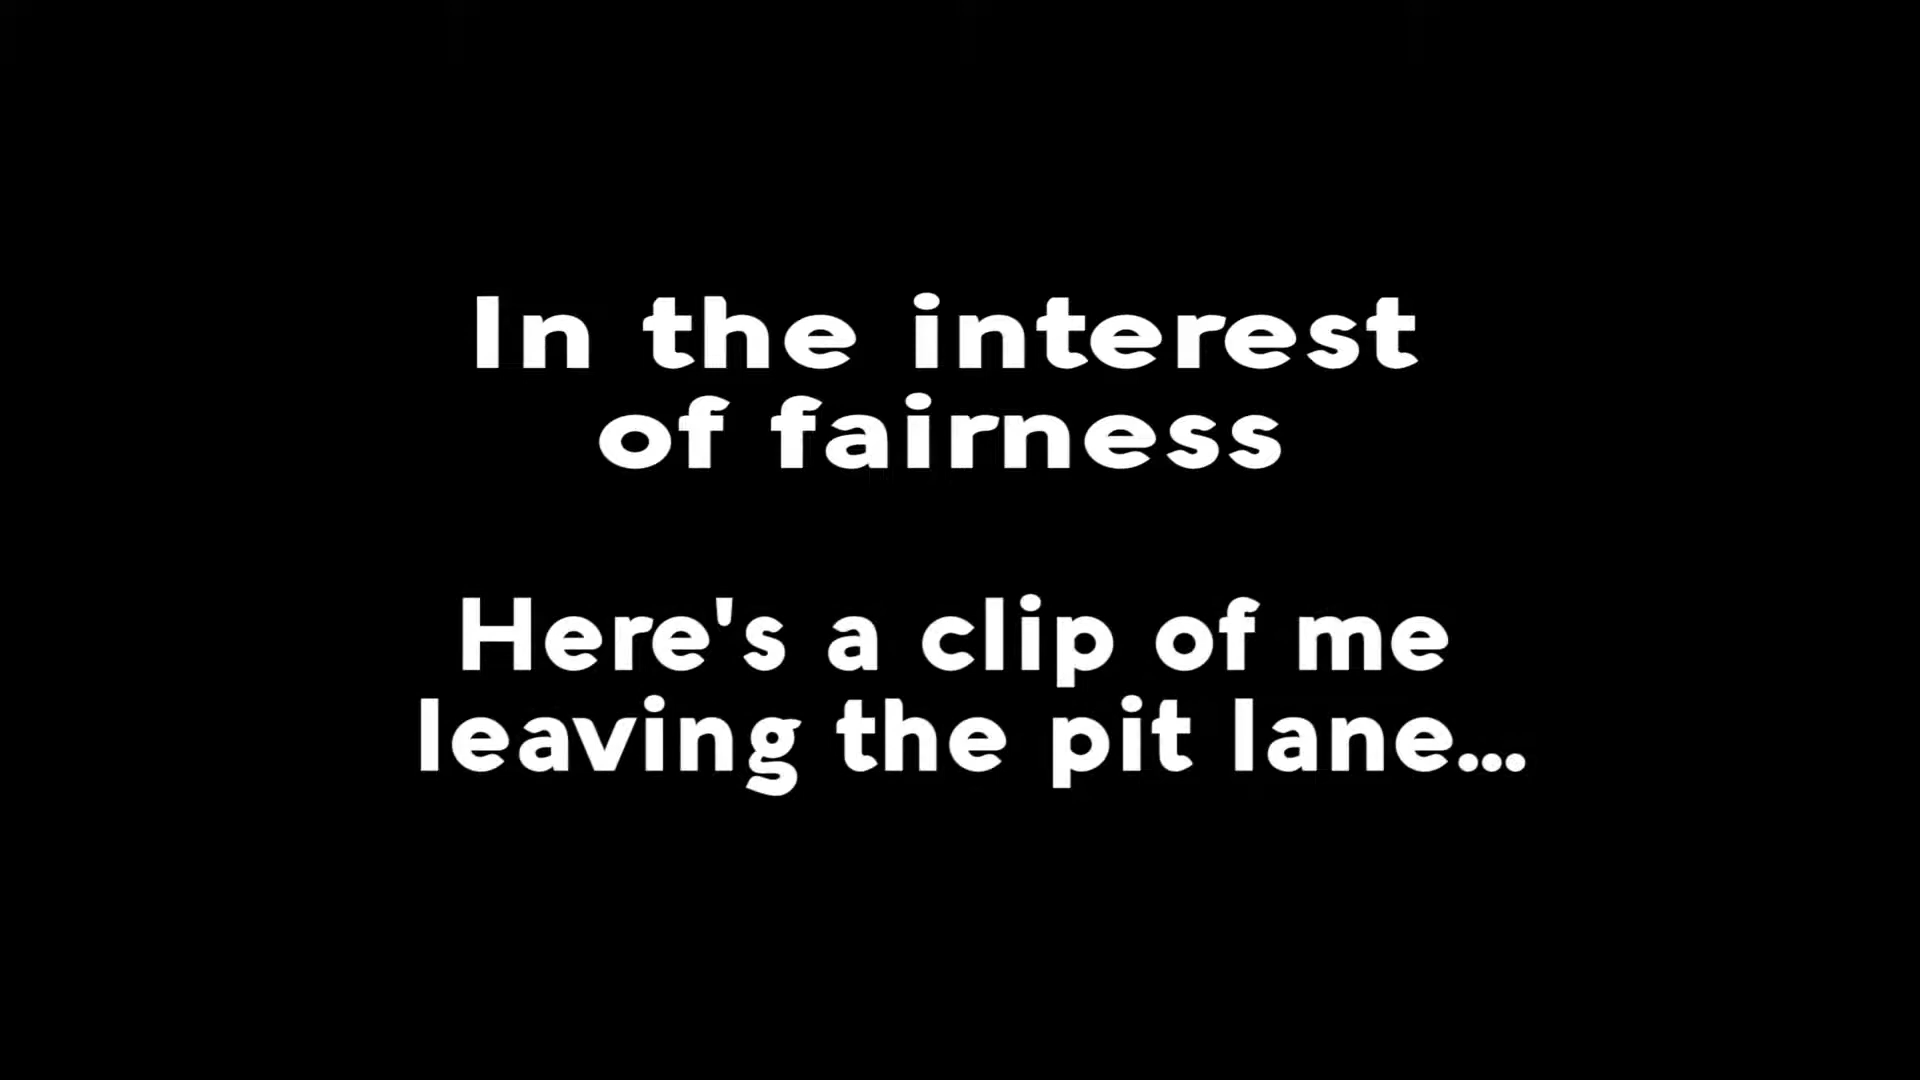 In the interest
of fairness
Here's a clip of me
leaving the pit lane...